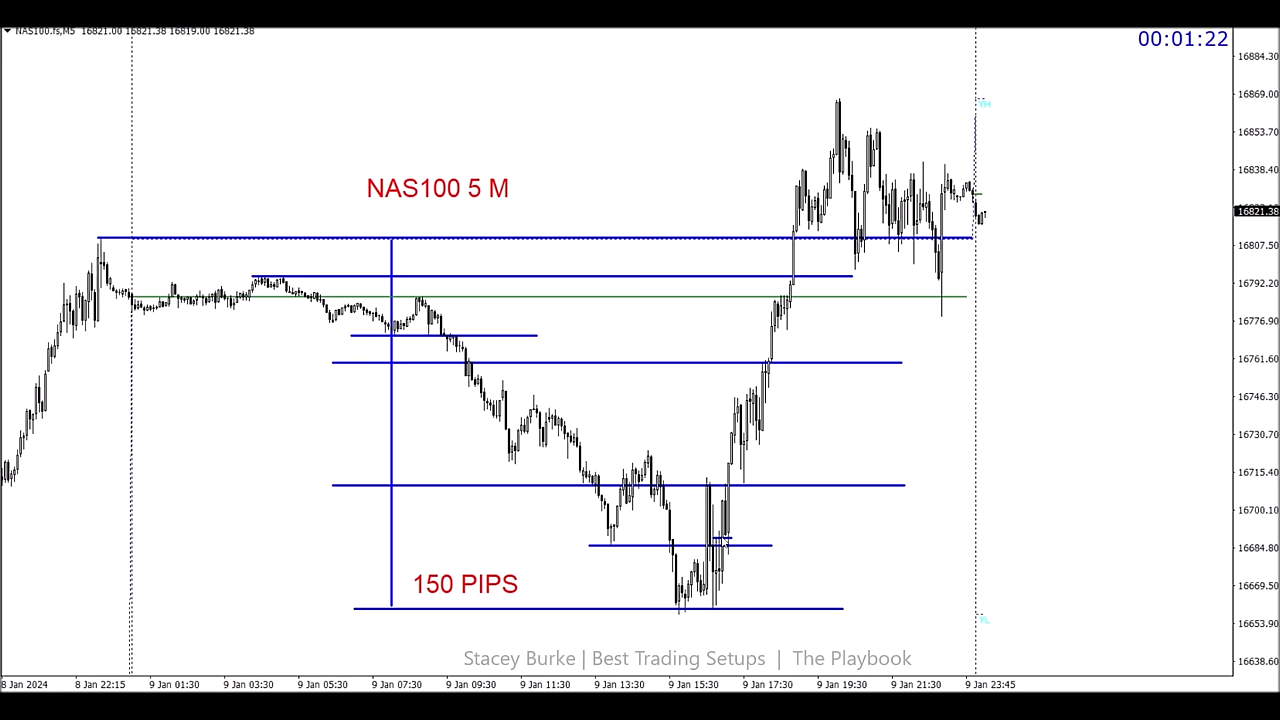 NAS100.fs,M5 16821.00 16821.38 16819.00 16821.38
00:01:22
16884.30
16869.00
YH
16853.70
NAS100 5 M
16838.40
16821.38
16807.50
16792.20
16776.90
16761.60
16746.30
16730.70
16715.40
16700.10
16684.80
150 PIPS
16669.50
YL
16653.90
Stacey Burke | Best Trading Setups | The Playbook
16638.60
8 Jan 2024 8 Jan 22:15 9 Jan 01:30 9 Jan 03:30 9 Jan 05:30 9 Jan 07:30 9 Jan 09:30 9 Jan 11:30 9 Jan 13:30 9 Jan 15:30 9 Jan 17:30 9 Jan 19:30 9 Jan 21:30 9 Jan 23:45